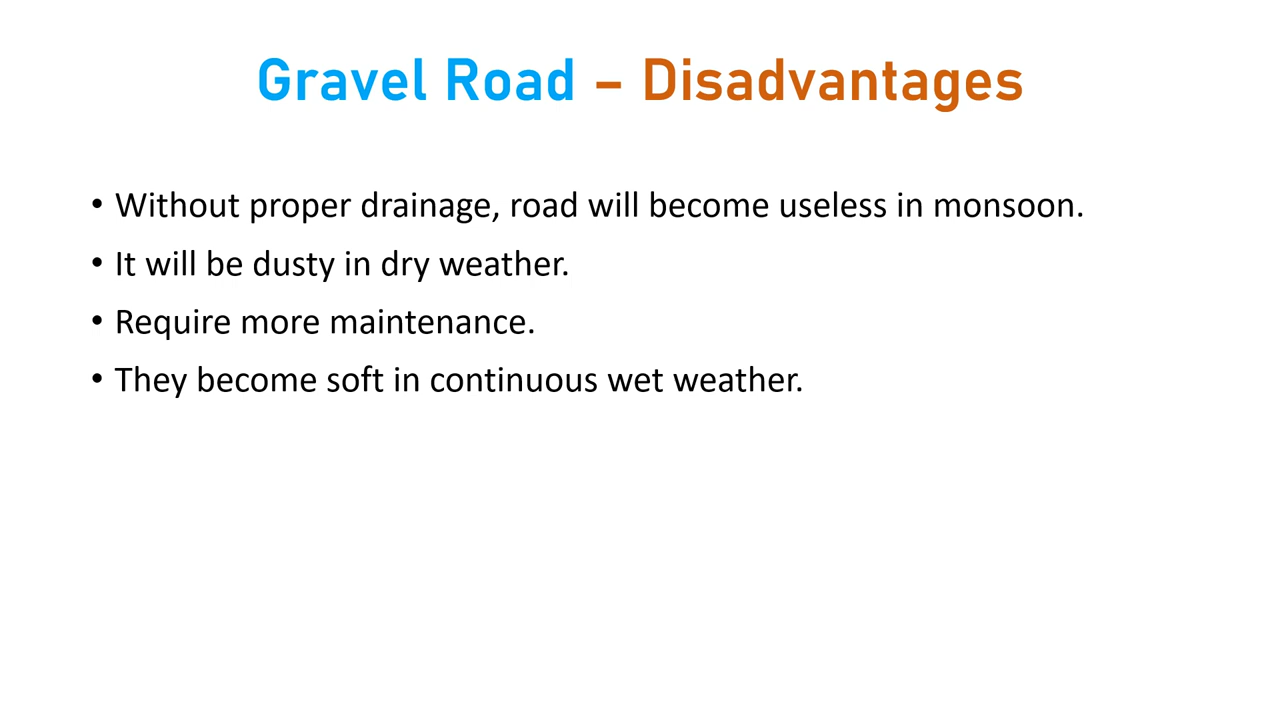 Gravel Road – Disadvantages
• Without proper drainage, road will become useless in monsoon.
• It will be dusty in dry weather.
• Require more maintenance.
• They become soft in continuous wet weather.